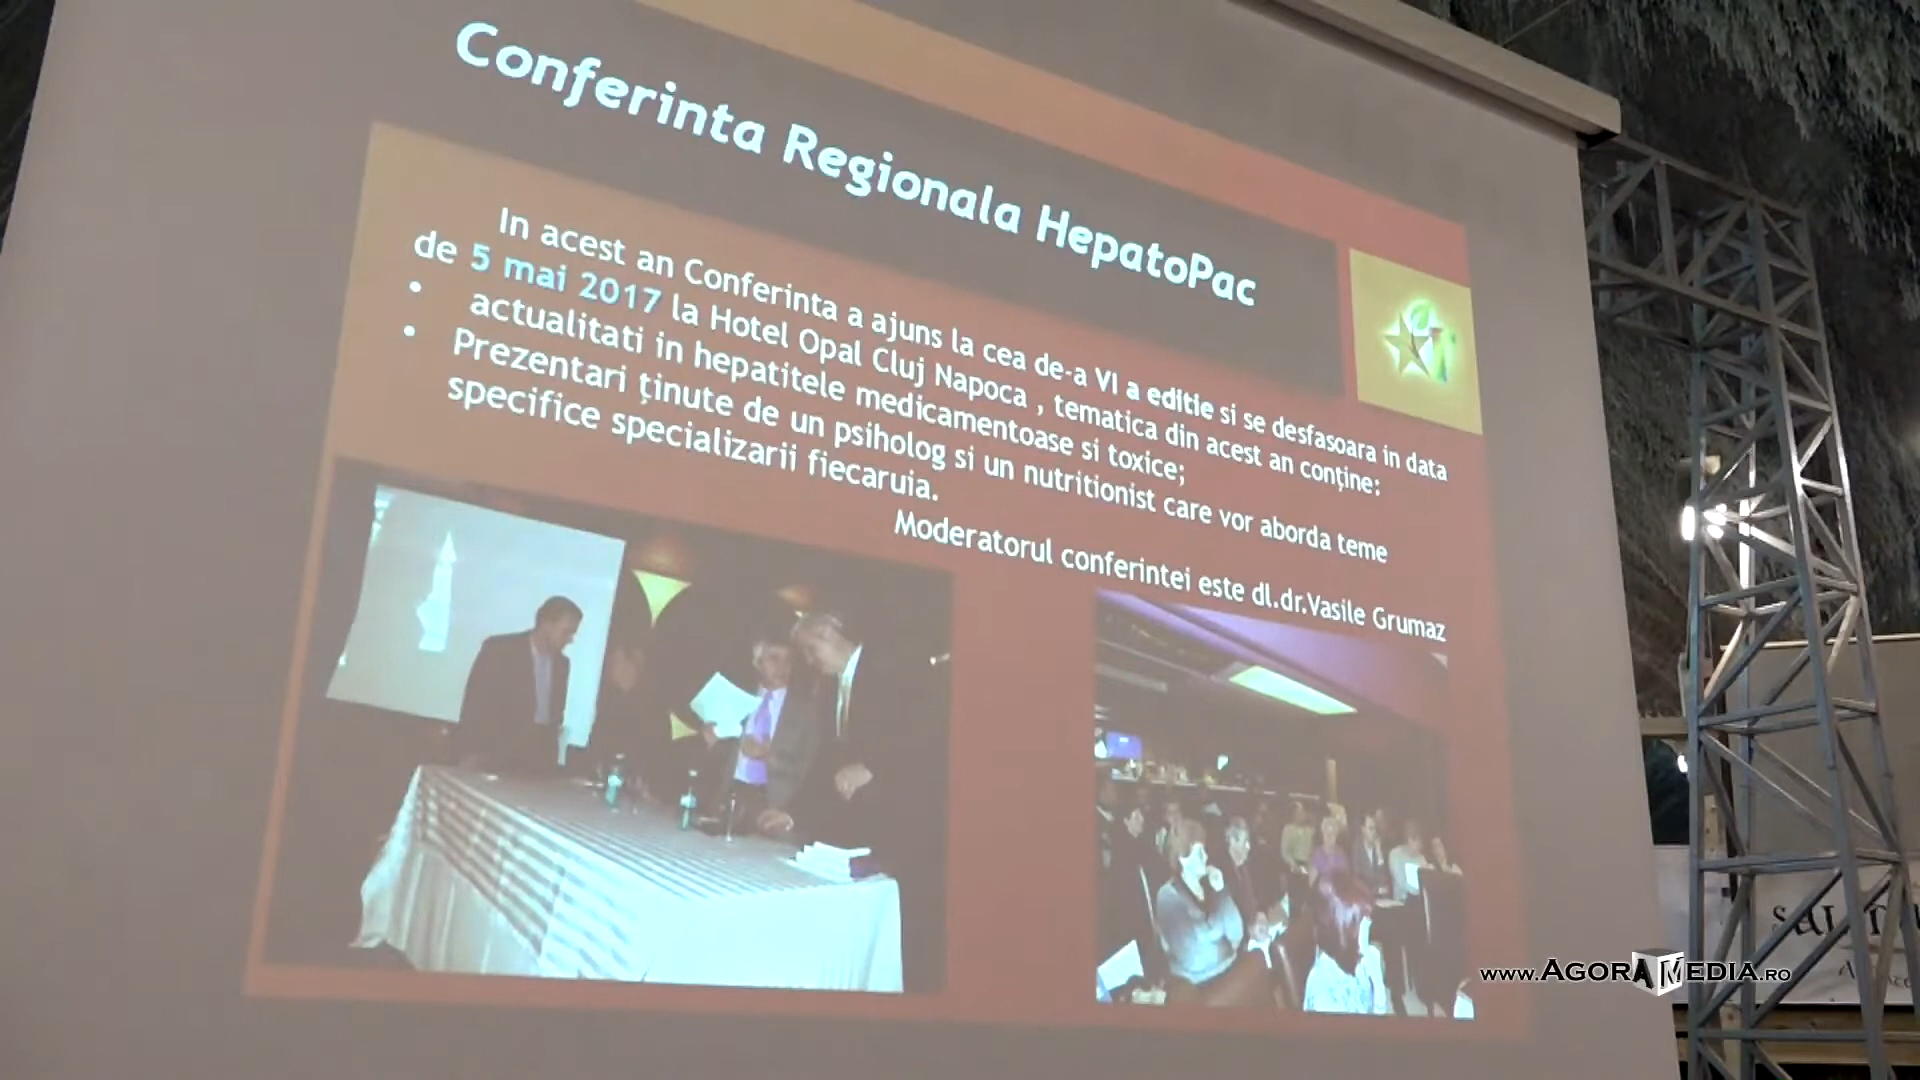 Conferinta Regionala HepatoPac
In acest an Conferinta a ajuns la cea de-a VI a editie si se desfasoara in data
de 5 mai 2017 la Hotel Opal Cluj Napoca , tematica din acest an conține:
• actualitati in hepatitele medicamentoase si toxice;
• Prezentari ținute de un psiholog si un nutritionist care vor aborda teme
specifice specializarii fiecaruia.
Moderatorul conferintei este dl.dr.Vasile Grumaz
www.AGORAMEDIA.RO